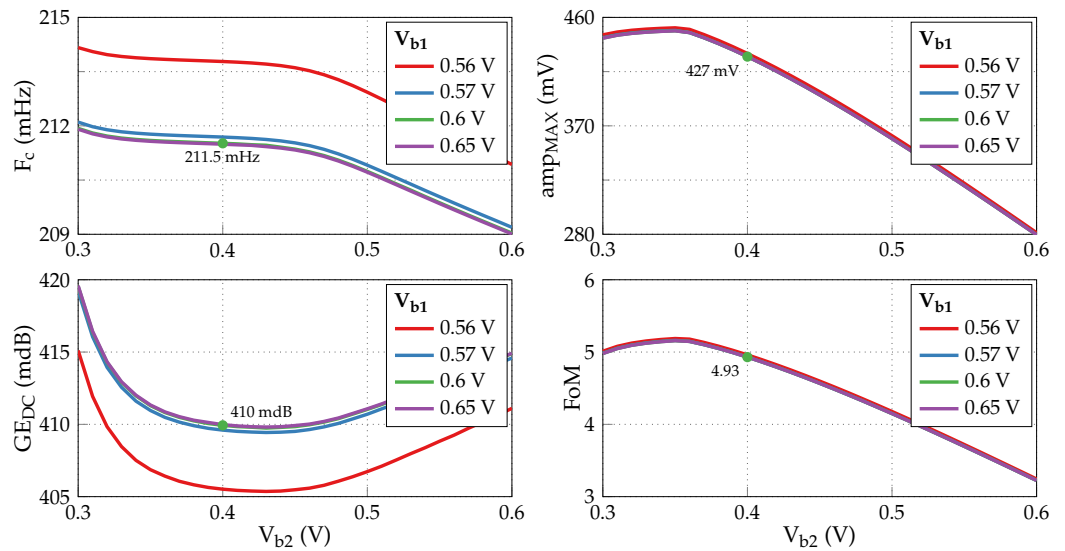 215
212
209
F_c (mHz)
211.5 mHz
V_b1
0.56 V
0.57 V
0.6 V
0.65 V
0.3 0.4 0.5 0.6
460
370
280
amp_MAX (mV)
427 mV
V_b1
0.56 V
0.57 V
0.6 V
0.65 V
0.3 0.4 0.5 0.6
420
415
410
405
GE_DC (mdB)
410 mdB
V_b1
0.56 V
0.57 V
0.6 V
0.65 V
0.3 0.4 0.5 0.6
V_b2 (V)
6
5
4
3
FoM
4.93
V_b1
0.56 V
0.57 V
0.6 V
0.65 V
0.3 0.4 0.5 0.6
V_b2 (V)